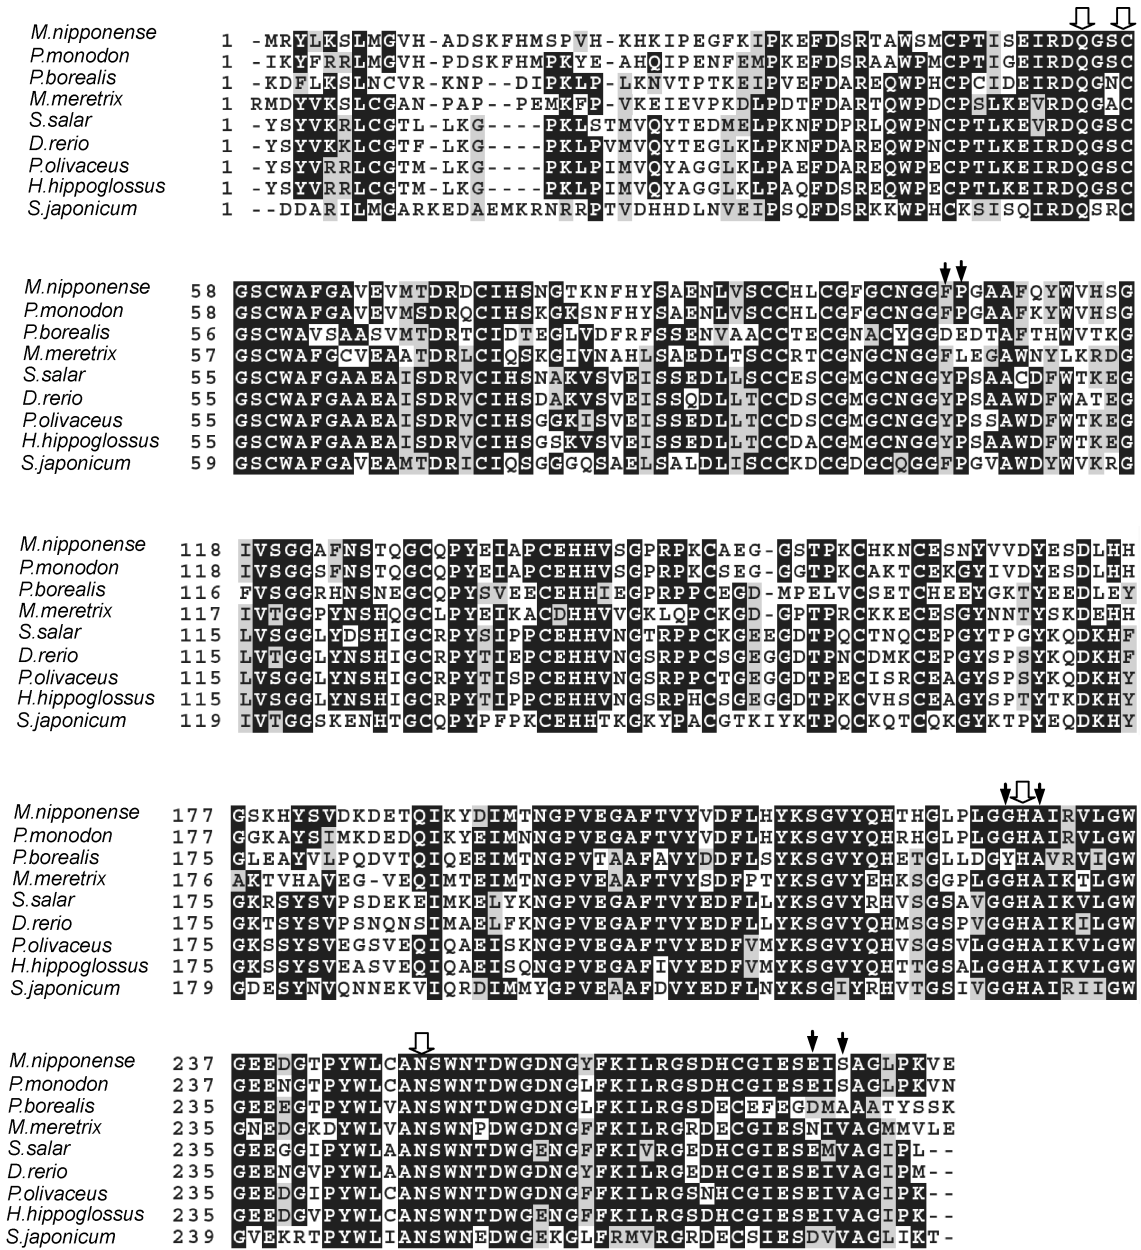 M.nipponense 1 -MRYLKSLMGVH-ADSKFHMSPVH-KHKIPEGFKIPKEFDSRTAWSMCPTISEIRDQGSC
P.monodon 1 -IKYFRRLMGVH-PDSKFHMPKYE-AHQIPENFEMPKEFDSRAAWPMCPTIGEIRDQGSC
P.borealis 1 -KDFLKSLNCVR-KNP--DIPKLP-LKNVTPTKEIPVEFDAREQWPHCPCIDEIRDQGNC
M.meretrix 1 RMDYVKSLCGAN-PAP--PEMKFP-VKEIEVPKDLPDTFDARTQWPDCPSLKEVRDQGAC
S.salar 1 -YSYVKRLCGTL-LKG----PKLSTMVQYTEDMELPKNFDPRLQWPNCPTLKEVRDQGSC
D.rerio 1 -YSYVKKLCGTF-LKG----PKLPVMVQYTEGLKLPKNFDAREQWPNCPTLKEIRDQGSC
P.olivaceus 1 -YSYVRRLCGTM-LKG----PKLPIMVQYAGGLKLPAEFDAREQWPECPTLKEIRDQGSC
H.hippoglossus 1 -YSYVRRLCGTM-LKG----PKLPIMVQYAGGLKLPAQFDSREQWPECPTLKEIRDQGSC
S.japonicum 1 --DDARILMGARKEDAEMKRNRRPTVDHHDLNVEIPSQFDSRKKWPHCKSISQIRDQSRC
M.nipponense 58 GSCWAFGAVEVMTDRDCIHSNGTKNFHYSAENLVSCCHLCGFGCNGGFPGAAFQYWVHSG
P.monodon 58 GSCWAFGAVEVMSDRQCIHSKGKSNFHYSAENLVSCCHLCGFGCNGGFPGAAFKYWVHSG
P.borealis 56 GSCWAVSAASVMTDRTCIDTEGLVDFRFSSENVAACCTECGNACYGGDEDTAFTHWVTKG
M.meretrix 57 GSCWAFGCVEAATDRLCIQSKGIVNAHLSAEDLTSCCRTCGNGCNGGFLEGAWNYLKRDG
S.salar 55 GSCWAFGAAEAISDRVCIHSNAKVSVEISSEDLLSCCESCGMGCNGGYPSAACDFWTKEG
D.rerio 55 GSCWAFGAAEAISDRVCIHSDAKVSVEISSQDLLTCCDSCGMGCNGGYPSAAWDFWATEG
P.olivaceus 55 GSCWAFGAAEAISDRVCIHSGGKISVEISSEDLLTCCDSCGMGCNGGYPSSAWDFWTKEG
H.hippoglossus 55 GSCWAFGAAEAISDRVCIHSGSKVSVEISSEDLLTCCDACGMGCNGGYPSAAWDFWTKEG
S.japonicum 59 GSCWAFGAVEAMTDRICIQSGGGQSAELSALDLISCCKDCGDGCQGGFPGVAWDYWVKRG
M.nipponense 118 IVSGGAFNSTQGCQPYEIAPCEHHVSGPRPKCAEG-GSTPKCHKNCESNYVVDYESDLHH
P.monodon 118 IVSGGSFNSTQGCQPYEIAPCEHHVSGPRPKCSEG-GGTPKCAKTCEKGYIVDYESDLHH
P.borealis 116 FVSGGRHNSNEGCQPYSVEECEHHIEGPRPPCEGD-MPELVCSETCHEEYGKTYEEDLEY
M.meretrix 117 IVTGGPYNSHQGCLPYEIKACDHHVVGKLQPCKGD-GPTPRCKKECESGYNNTYSKDEHH
S.salar 115 LVSGGLYDSHIGCRPYSIPPCEHHVNGTRPPCKGEEGDTPQCTNQCEPGYTPGYKQDKHF
D.rerio 115 LVTGGLYNSHIGCRPYTIEPCEHHVNGSRPPCSGEGGDTPNCDMKCEPGYSPSYKQDKHF
P.olivaceus 115 LVSGGLYNSHIGCRPYTISPCEHHVNGSRPPCTGEGGDTPECISRCEAGYSPSYKQDKHY
H.hippoglossus 115 LVSGGLYNSHIGCRPYTIPPCEHHVNGSRPHCSGEGGDTPKCVHSCEAGYSPTYTKDKHY
S.japonicum 119 IVTGGSKENHTGCQPYPFPKCEHHTKGKYPACGTKIYKTPQCKQTCQKGYKTPYEQDKHY
M.nipponense 177 GSKHYSVDKDETQIKYDIMTNGPVEGAFTVYVDFLHYKSGVYQHTHGLPLGGHAIRVLGW
P.monodon 177 GGKAYSIMKDEDQIKYEIMNNGPVEGAFTVYVDFLHYKSGVYQHRHGLPLGGHAIRVLGW
P.borealis 175 GLEAYVLPQDVTQIQEEIMTNGPVTAAFAVYDDFLSYKSGVYQHETGLLDGYHAVRVIGW
M.meretrix 176 AKTVHAVEG-VEQIMTEIMTNGPVEAAFTVYSDFPTYKSGVYEHKSGGPLGGHAIKTLGW
S.salar 175 GKRSYSVPSDEKEIMKELYKNGPVEGAFTVYEDFLLYKSGVYRHVSGSAVGGHAIKVLGW
D.rerio 175 GKTSYSVPSNQNSIMAELFKNGPVEGAFTVYEDFLLYKSGVYQHMSGSPVGGHAIKILGW
P.olivaceus 175 GKSSYSVEGSVEQIQAEISKNGPVEGAFTVYEDFVMYKSGVYQHVSGSVLGGHAIKVLGW
H.hippoglossus 175 GKSSYSVEASVEQIQAEISQNGPVEGAFIVYEDFVMYKSGVYQHTTGSALGGHAIKVLGW
S.japonicum 179 GDESYNVQNNEKVIQRDIMMYGPVEAAFDVYEDFLNYKSGIYRHVTGSIVGGHAIRIIGW
M.nipponense 237 GEEDGTPYWLCANSWNTDWGDNGYFKILRGSDHCGIESEISAGLPKVE
P.monodon 237 GEENGTPYWLCANSWNTDWGDNGLFKILRGSDHCGIESEISAGLPKVN
P.borealis 235 GEEEGTPYWLVANSWNTDWGDNGLFKILRGSDECEFEGDMAAATYSSK
M.meretrix 235 GNEDGKDYWLVANSWNPDWGDNGFFKILRGRDECGIESNIVAGMMVLE
S.salar 235 GEEGGIPYWLAANSWNTDWGENGFFKIVRGEDHCGIESEMVAGIPL--
D.rerio 235 GEENGVPYWLAANSWNTDWGDNGYFKILRGEDHCGIESEIVAGIPM--
P.olivaceus 235 GEEDGIPYWLCANSWNTDWGDNGFFKILRGSNHCGIESEIVAGIPK--
H.hippoglossus 235 GEEDGVPYWLCANSWNTDWGENGFFKILRGSDHCGIESEIVAGIPK--
S.japonicum 239 GVEKRTPYWLIANSWNEDWGEKGLFRMVRGRDECSIESDVVAGLIKT-